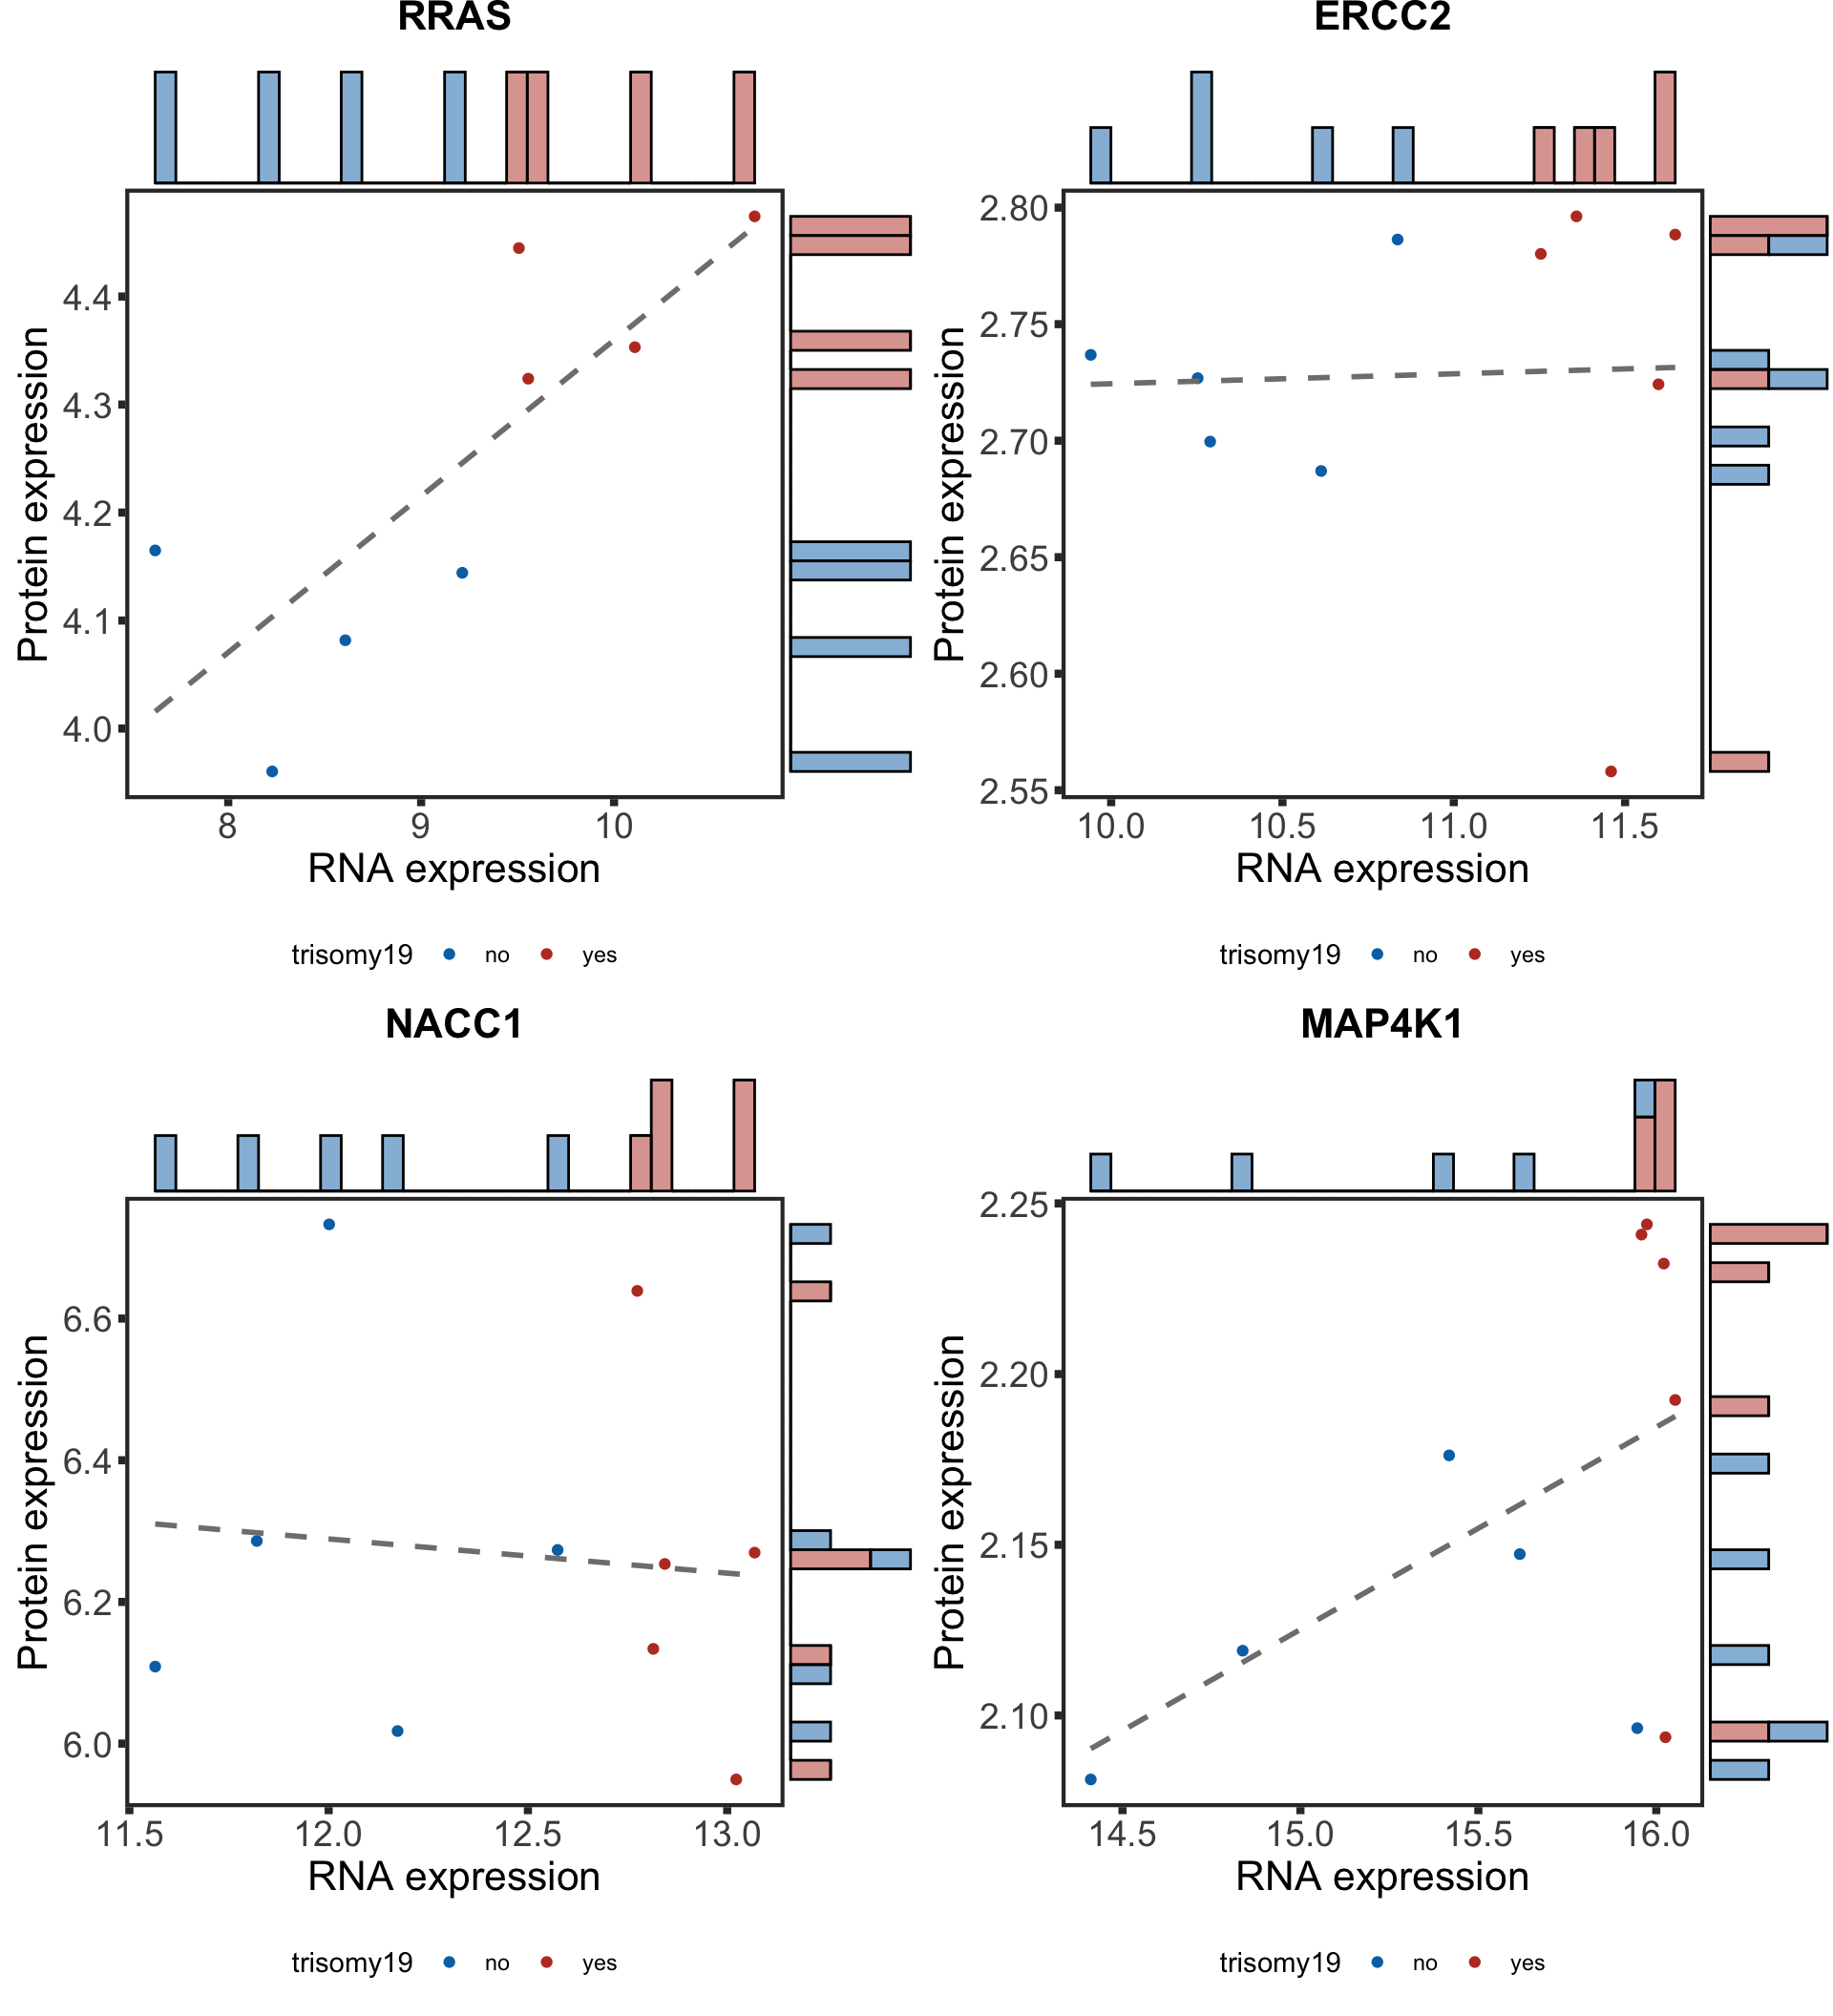 RRAS
Protein expression
4.4
4.3
4.2
4.1
4.0
8 9 10
RNA expression
trisomy19 no yes
ERCC2
Protein expression
2.80
2.75
2.70
2.65
2.60
2.55
10.0 10.5 11.0 11.5
RNA expression
trisomy19 no yes
NACC1
Protein expression
6.6
6.4
6.2
6.0
11.5 12.0 12.5 13.0
RNA expression
trisomy19 no yes
MAP4K1
Protein expression
2.25
2.20
2.15
2.10
14.5 15.0 15.5 16.0
RNA expression
trisomy19 no yes